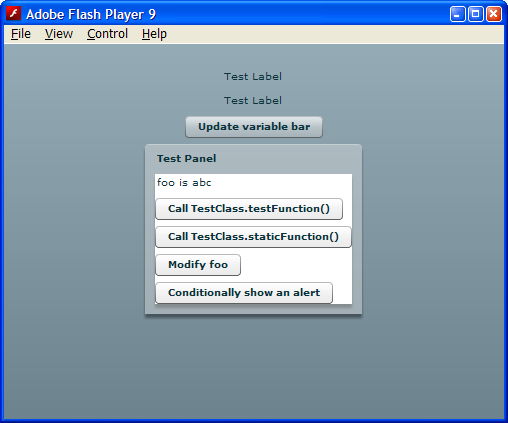 Adobe Flash Player 9
File View Control Help
Test Label
Test Label
Update variable bar
Test Panel
foo is abc
Call TestClass.testFunction()
Call TestClass.staticFunction()
Modify foo
Conditionally show an alert